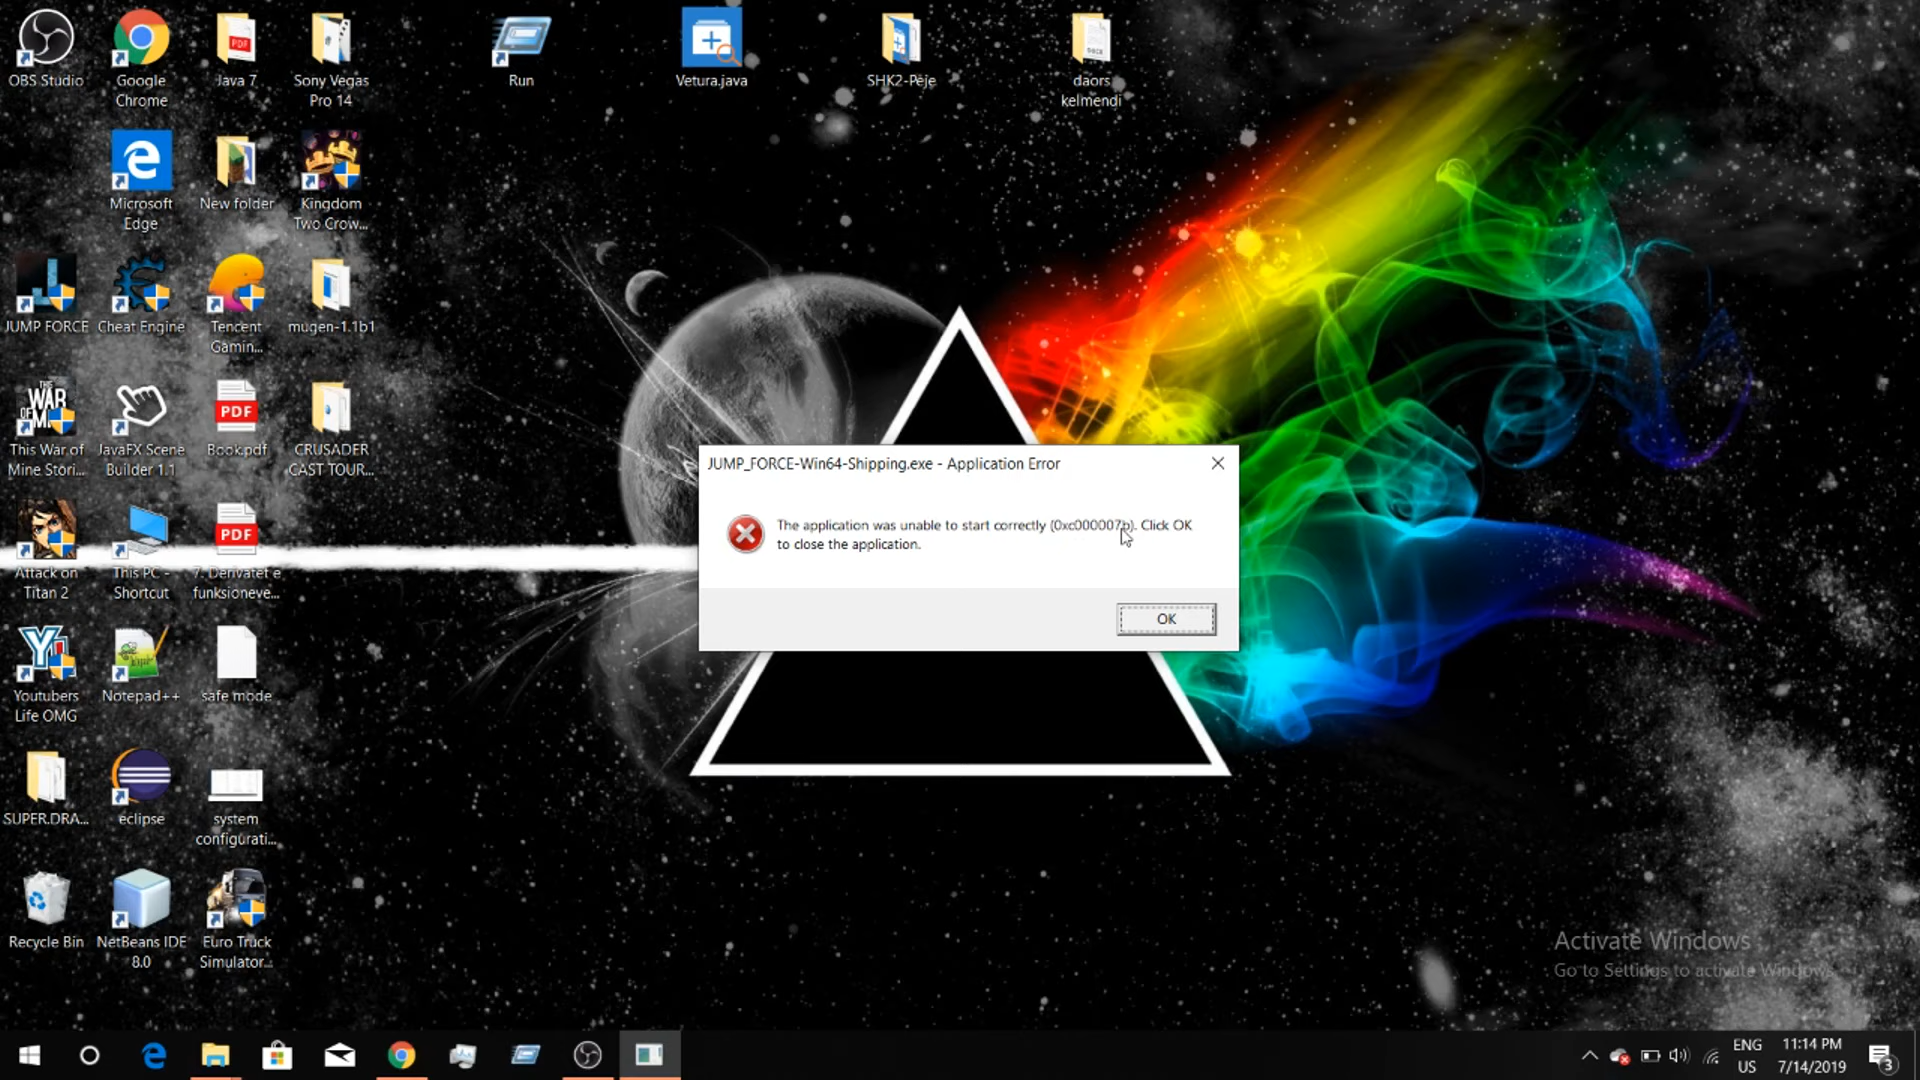 OBS Studio
Google
Chrome
Java 7
Sony Vegas
Pro 14
Run
Vetura.java
SHK2-Peje
daors
kelmendi
Microsoft
Edge
New folder
Kingdom
Two Crow...
JUMP FORCE
Cheat Engine
Tencent
Gamin...
mugen-1.1b1
This War of
Mine Stori...
JavaFX Scene
Builder 1.1
PDF
Book.pdf
CRUSADER
CAST TOUR...
Attack on
Titan 2
This PC -
Shortcut
PDF
7. Derivatet e
funksioneve...
Youtubers
Life OMG
Notepad++
safe mode
SUPER.DRA...
eclipse
system
configurati...
Recycle Bin
NetBeans IDE
8.0
Euro Truck
Simulator...
JUMP_FORCE-Win64-Shipping.exe - Application Error
The application was unable to start correctly (0xc000007b). Click OK
to close the application.
OK
Activate Windows
Go to Settings to activate Windows.
ENG
US
11:14 PM
7/14/2019
3